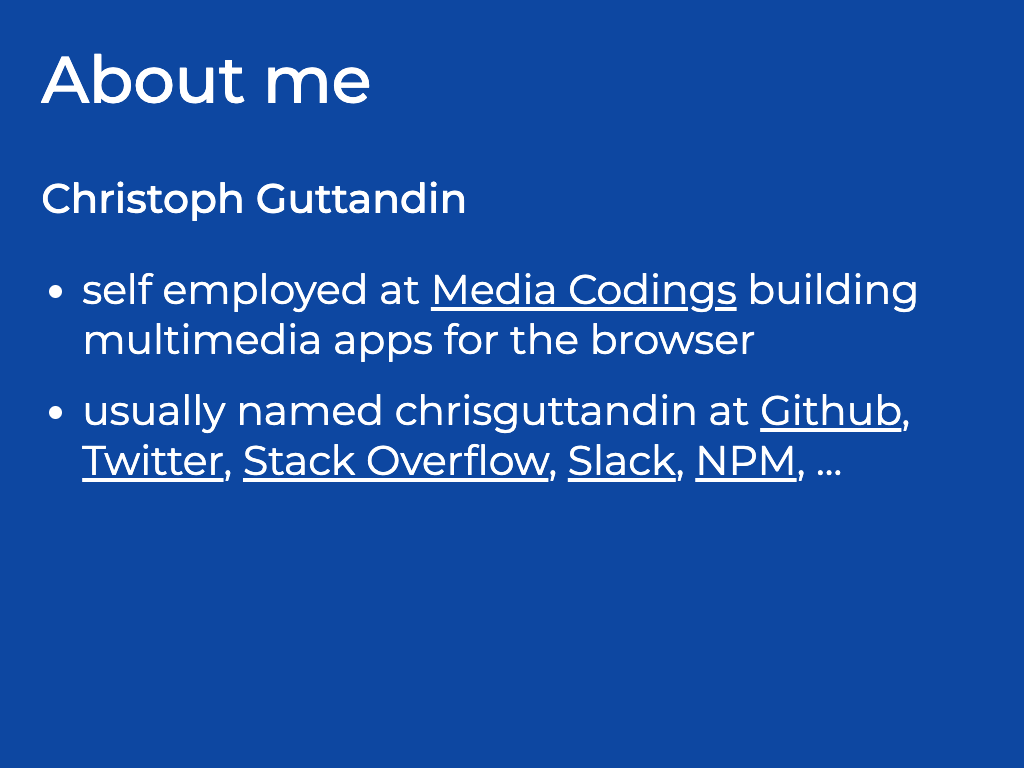 About me
Christoph Guttandin
• self employed at Media Codings building
multimedia apps for the browser
• usually named chrisguttandin at Github,
Twitter, Stack Overflow, Slack, NPM, ...